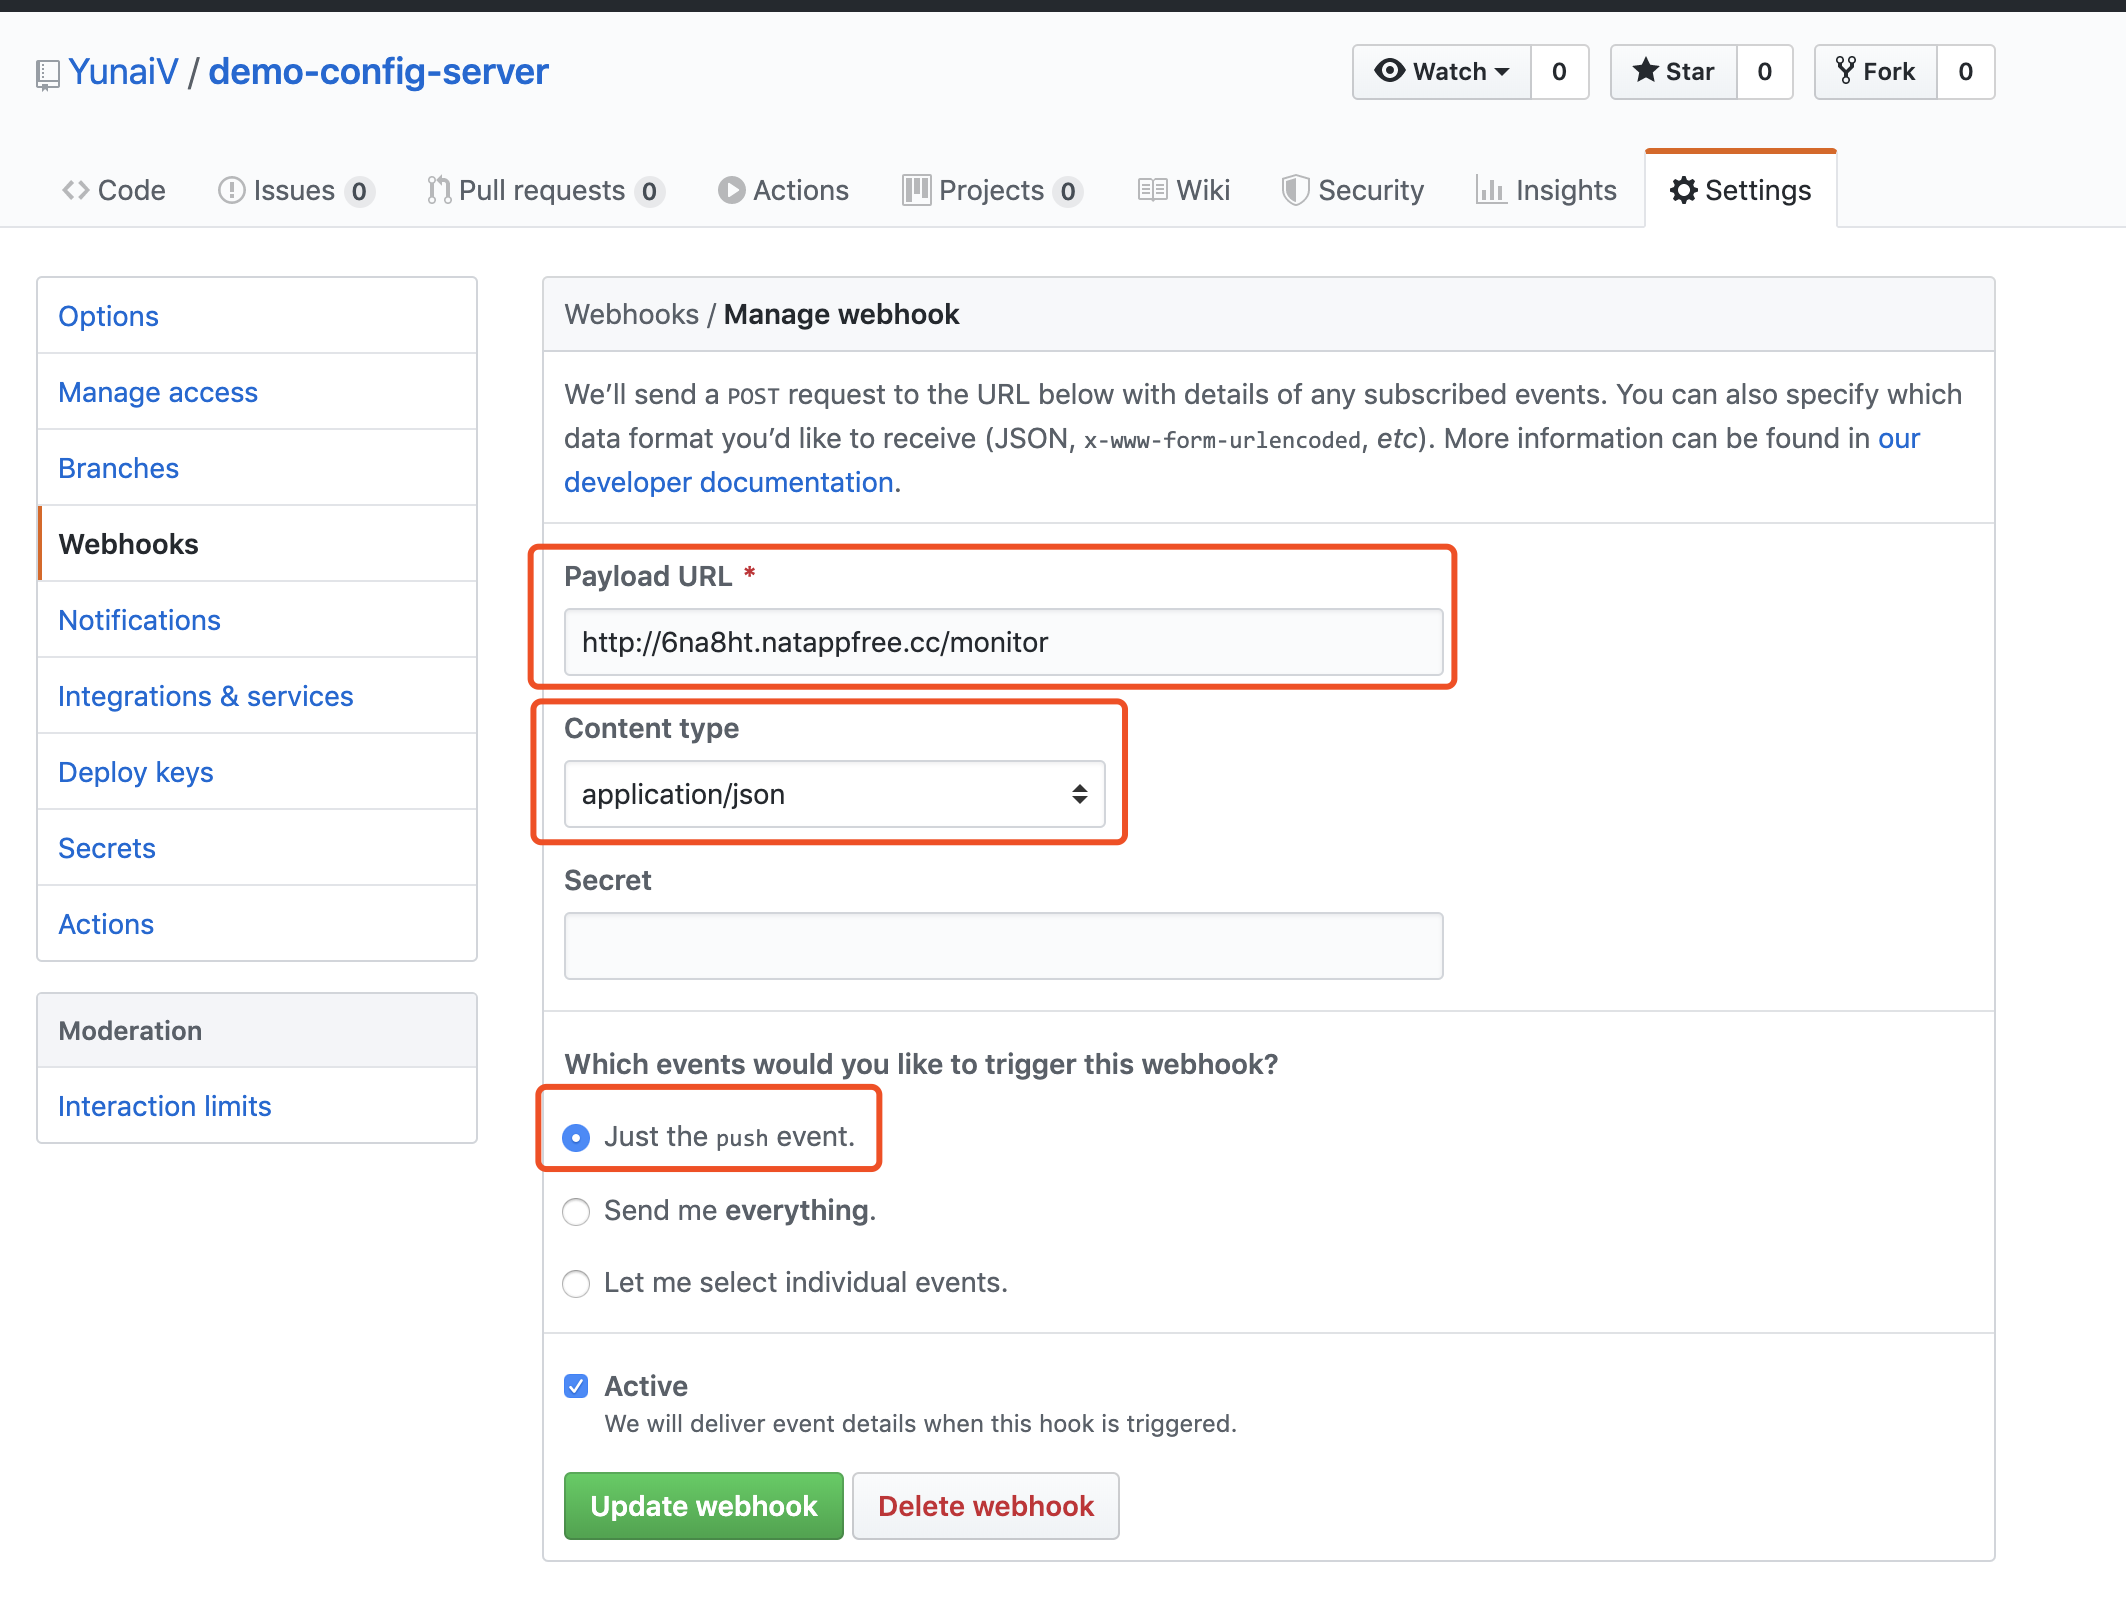 YunaiV / demo-config-server
Watch 0 Star 0 Fork 0
Code Issues 0 Pull requests 0 Actions Projects 0 Wiki Security Insights Settings
Options
Manage access
Branches
Webhooks
Notifications
Integrations & services
Deploy keys
Secrets
Actions
Moderation
Interaction limits
Webhooks / Manage webhook
We’ll send a POST request to the URL below with details of any subscribed events. You can also specify which
data format you’d like to receive (JSON, x-www-form-urlencoded, etc). More information can be found in our
developer documentation.
Payload URL *
http://6na8ht.natappfree.cc/monitor
Content type
application/json
Secret
Which events would you like to trigger this webhook?
Just the push event.
Send me everything.
Let me select individual events.
Active
We will deliver event details when this hook is triggered.
Update webhook Delete webhook